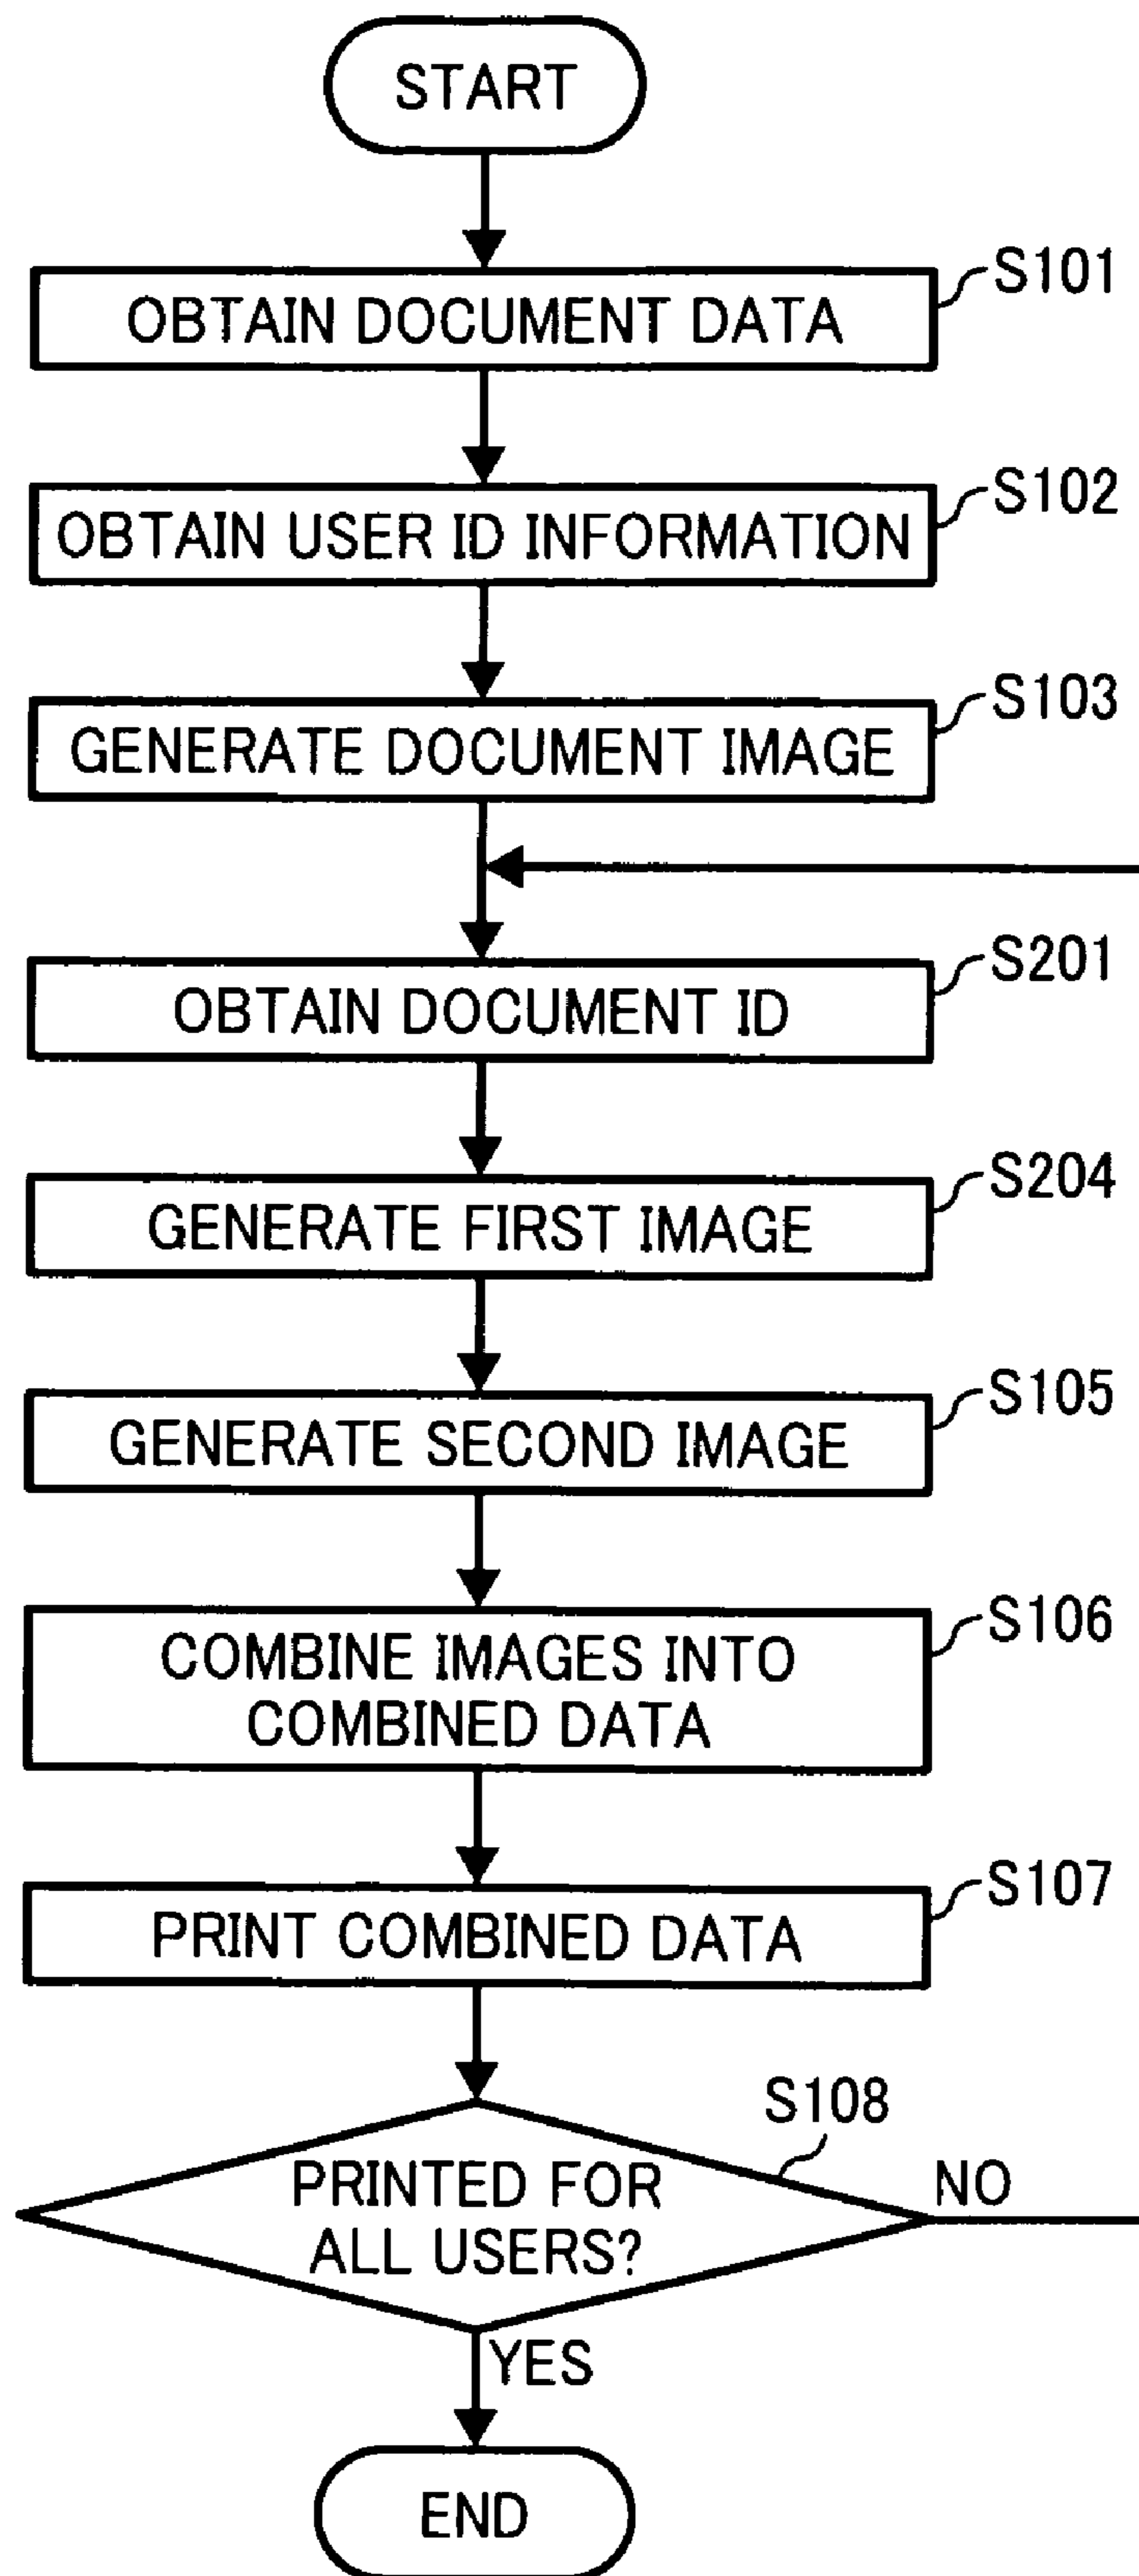 START
OBTAIN DOCUMENT DATA
S101
OBTAIN USER ID INFORMATION
S102
GENERATE DOCUMENT IMAGE
S103
OBTAIN DOCUMENT ID
S201
GENERATE FIRST IMAGE
S204
GENERATE SECOND IMAGE
S105
COMBINE IMAGES INTO
COMBINED DATA
S106
PRINT COMBINED DATA
S107
PRINTED FOR
ALL USERS?
S108
NO
YES
END